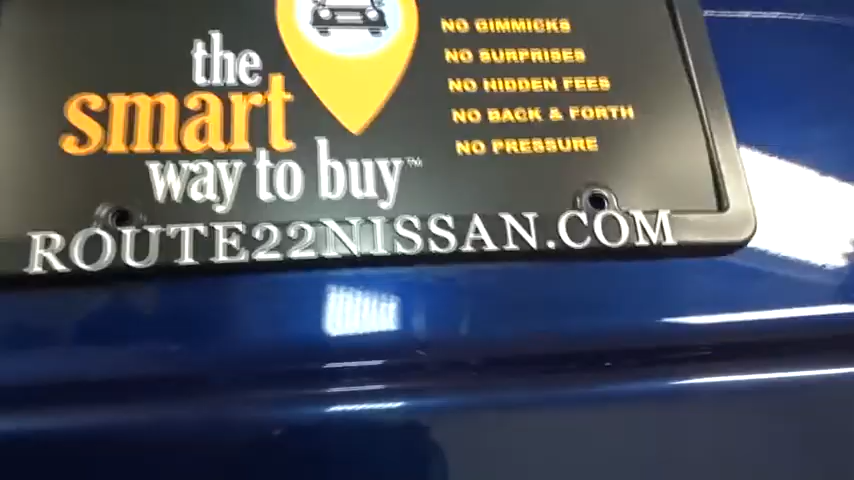 the
smart
way to buy™
NO GIMMICKS
NO SURPRISES
NO HIDDEN FEES
NO BACK & FORTH
NO PRESSURE
ROUTE22NISSAN.COM